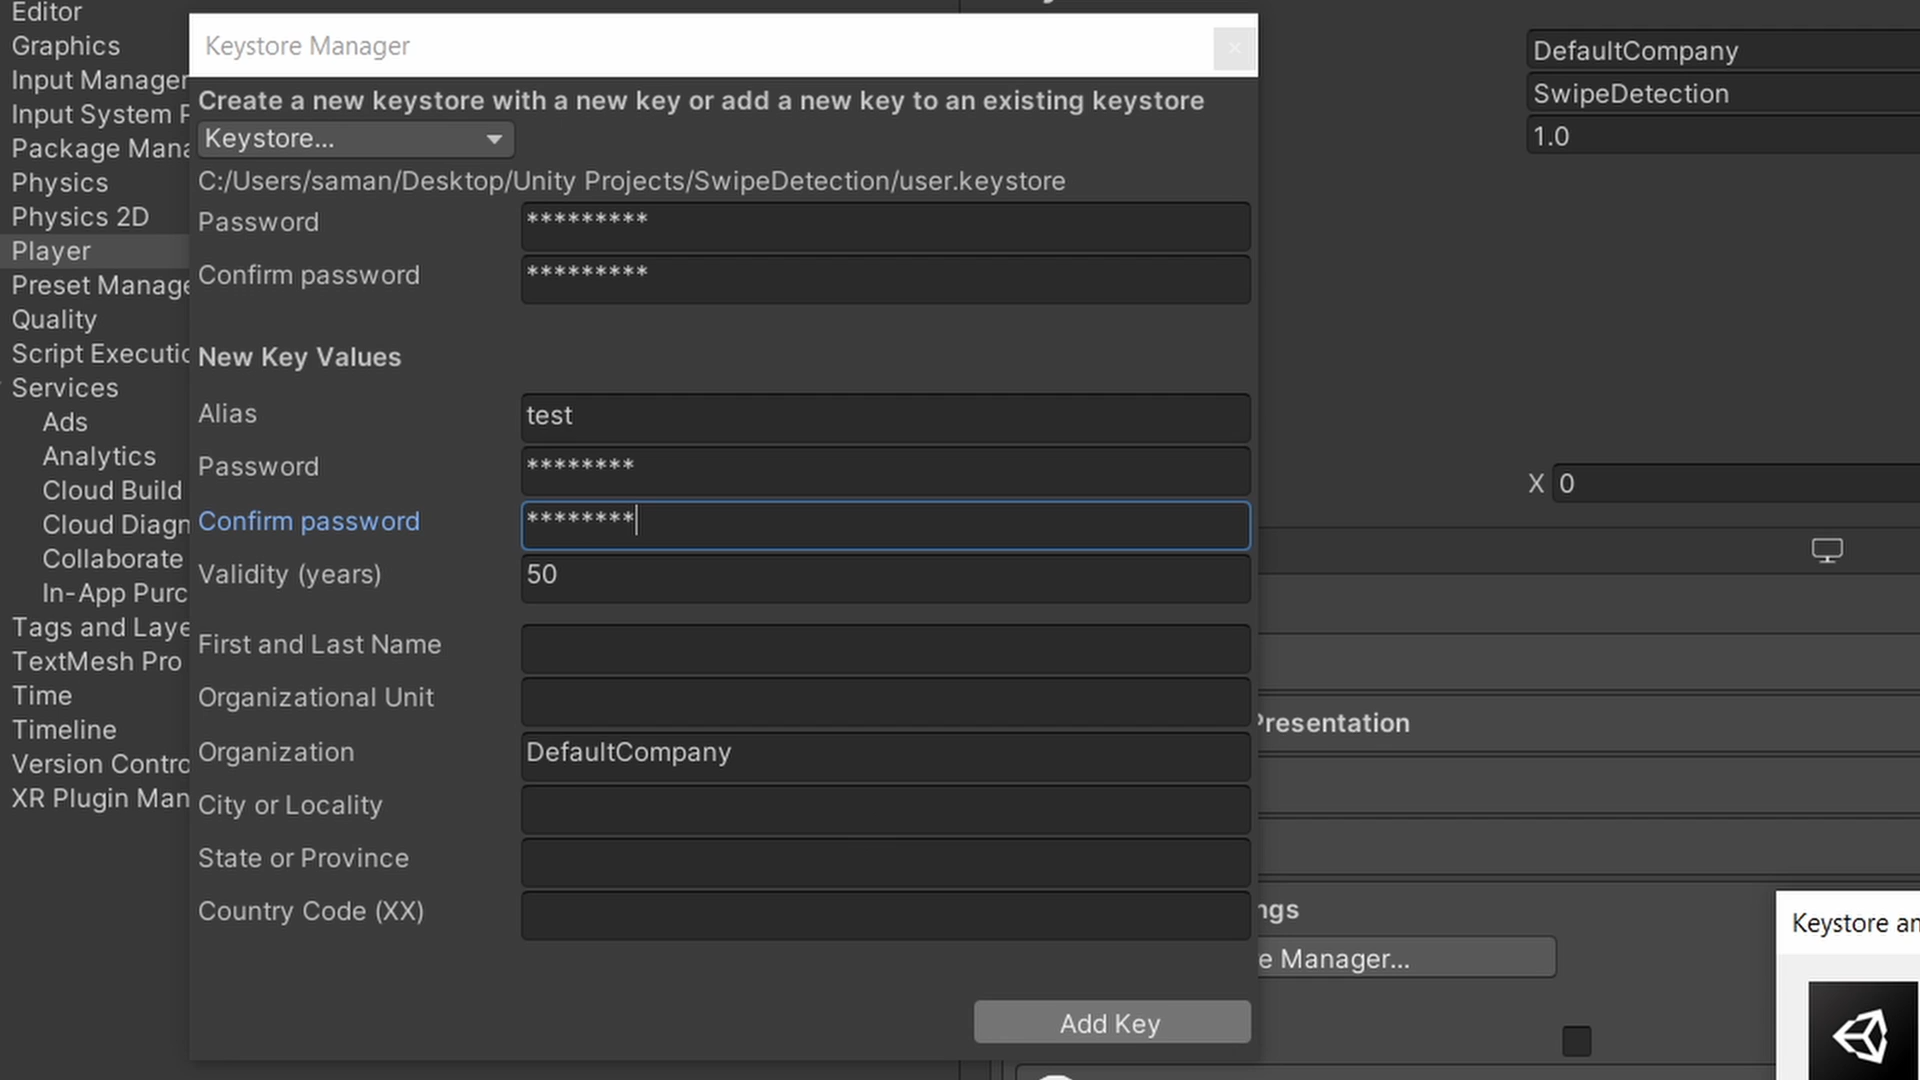 Editor
Graphics
Input Manager
Input System P
Package Mana
Physics
Physics 2D
Player
Preset Manage
Quality
Script Executio
Services
Ads
Analytics
Cloud Build
Cloud Diagn
Collaborate
In-App Purc
Tags and Laye
TextMesh Pro
Time
Timeline
Version Contro
XR Plugin Man
Keystore Manager
Create a new keystore with a new key or add a new key to an existing keystore
Keystore...
C:/Users/saman/Desktop/Unity Projects/SwipeDetection/user.keystore
Password *********
Confirm password *********
New Key Values
Alias test
Password ********
Confirm password ********
Validity (years) 50
First and Last Name
Organizational Unit
Organization DefaultCompany
City or Locality
State or Province
Country Code (XX)
Add Key
DefaultCompany
SwipeDetection
1.0
X 0
Presentation
ngs
e Manager...
Keystore an